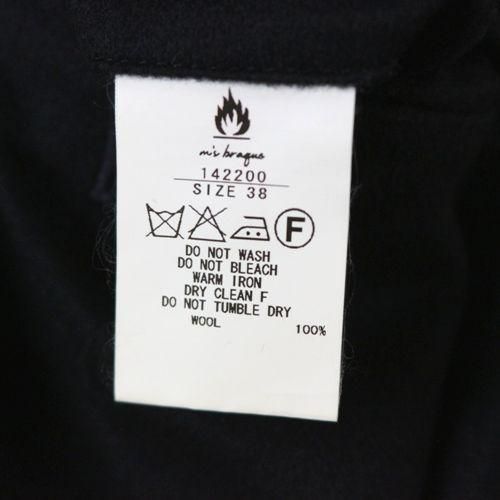 m's braque
142200
SIZE 38
F
DO NOT WASH
DO NOT BLEACH
WARM IRON
DRY CLEAN F
DO NOT TUMBLE DRY
WOOL 100%